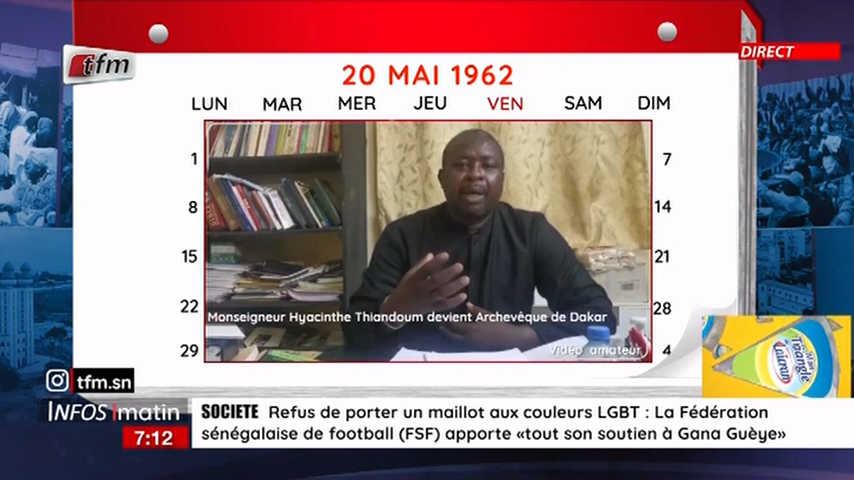 tfm
DIRECT
20 MAI 1962
LUN MAR MER JEU VEN SAM DIM
1 7
8 14
15 21
22 28
29 4
Monseigneur Hyacinthe Thiandoum devient Archevêque de Dakar
Vidéo amateur
tfm.sn
INFOS matin
7:12
SOCIETE Refus de porter un maillot aux couleurs LGBT : La Fédération
sénégalaise de football (FSF) apporte «tout son soutien à Gana Guèye»
Triangle
Laicran